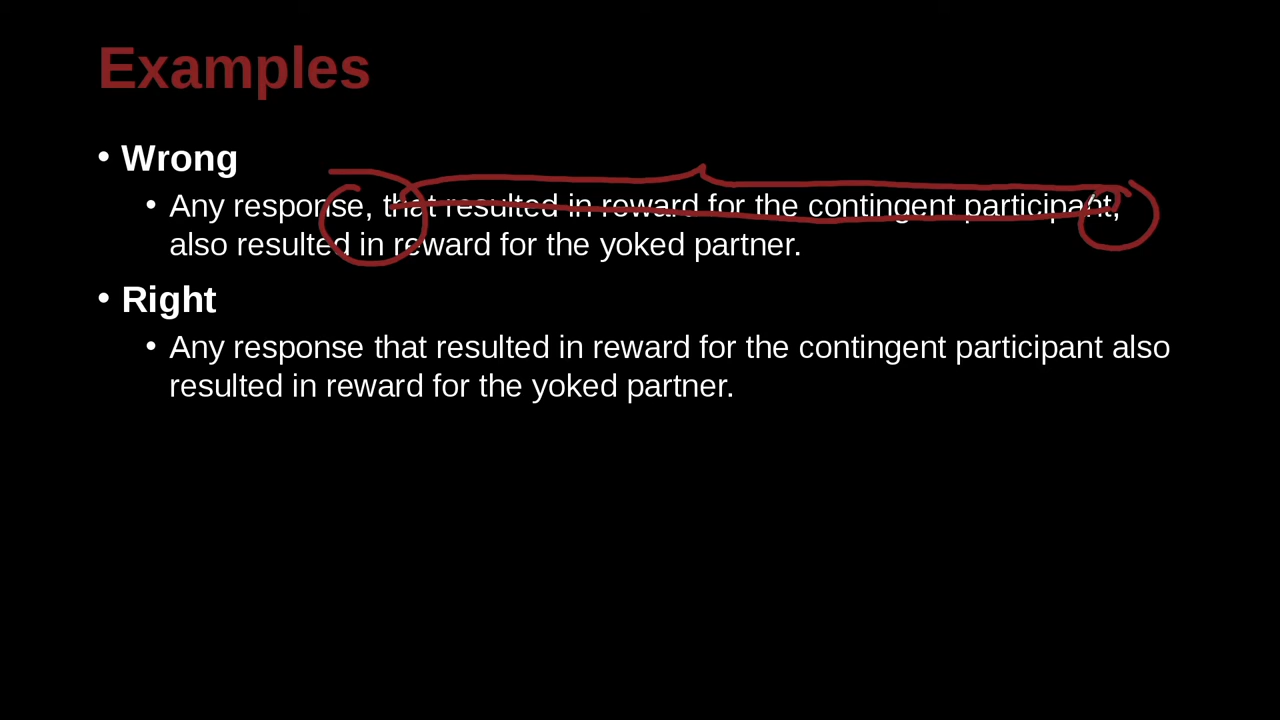 Examples
• Wrong
• Any response, that resulted in reward for the contingent participant,
also resulted in reward for the yoked partner.
• Right
• Any response that resulted in reward for the contingent participant also
resulted in reward for the yoked partner.